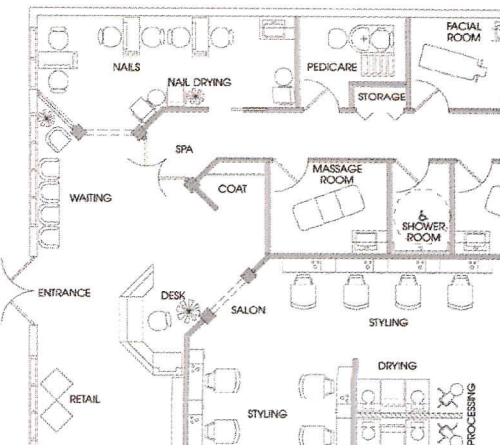 FACIAL
ROOM
NAILS
PEDICARE
NAIL DRYING
STORAGE
SPA
MASSAGE
ROOM
COAT
WAITING
SHOWER
ROOM
ENTRANCE
DESK
SALON
STYLING
DRYING
RETAIL
STYLING
PROCESSING